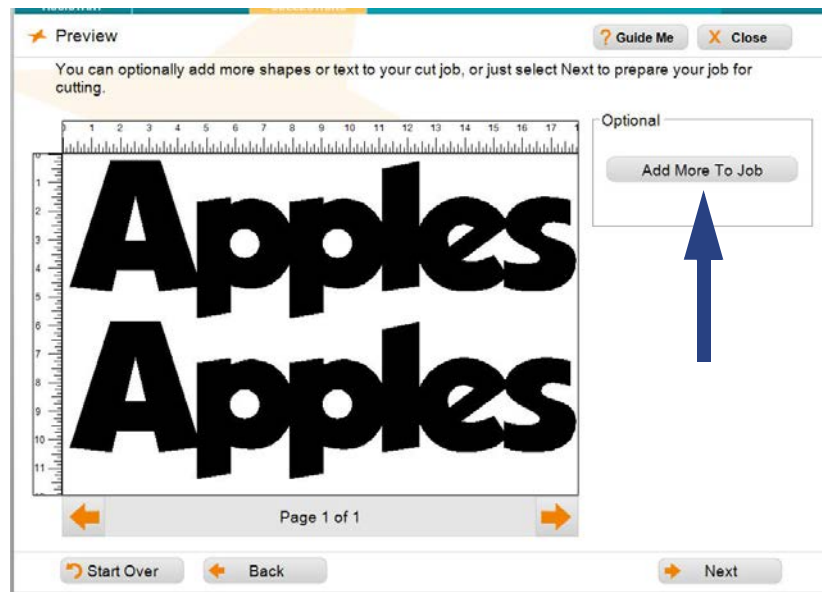 Preview
? Guide Me
X Close
You can optionally add more shapes or text to your cut job, or just select Next to prepare your job for
cutting.
Optional
Add More To Job
1 2 3 4 5 6 7 8 9 10 11 12 13 14 15 16 17
0
1
2
3
4
5
6
7
8
9
10
11
Apples
Apples
Page 1 of 1
Start Over
Back
Next